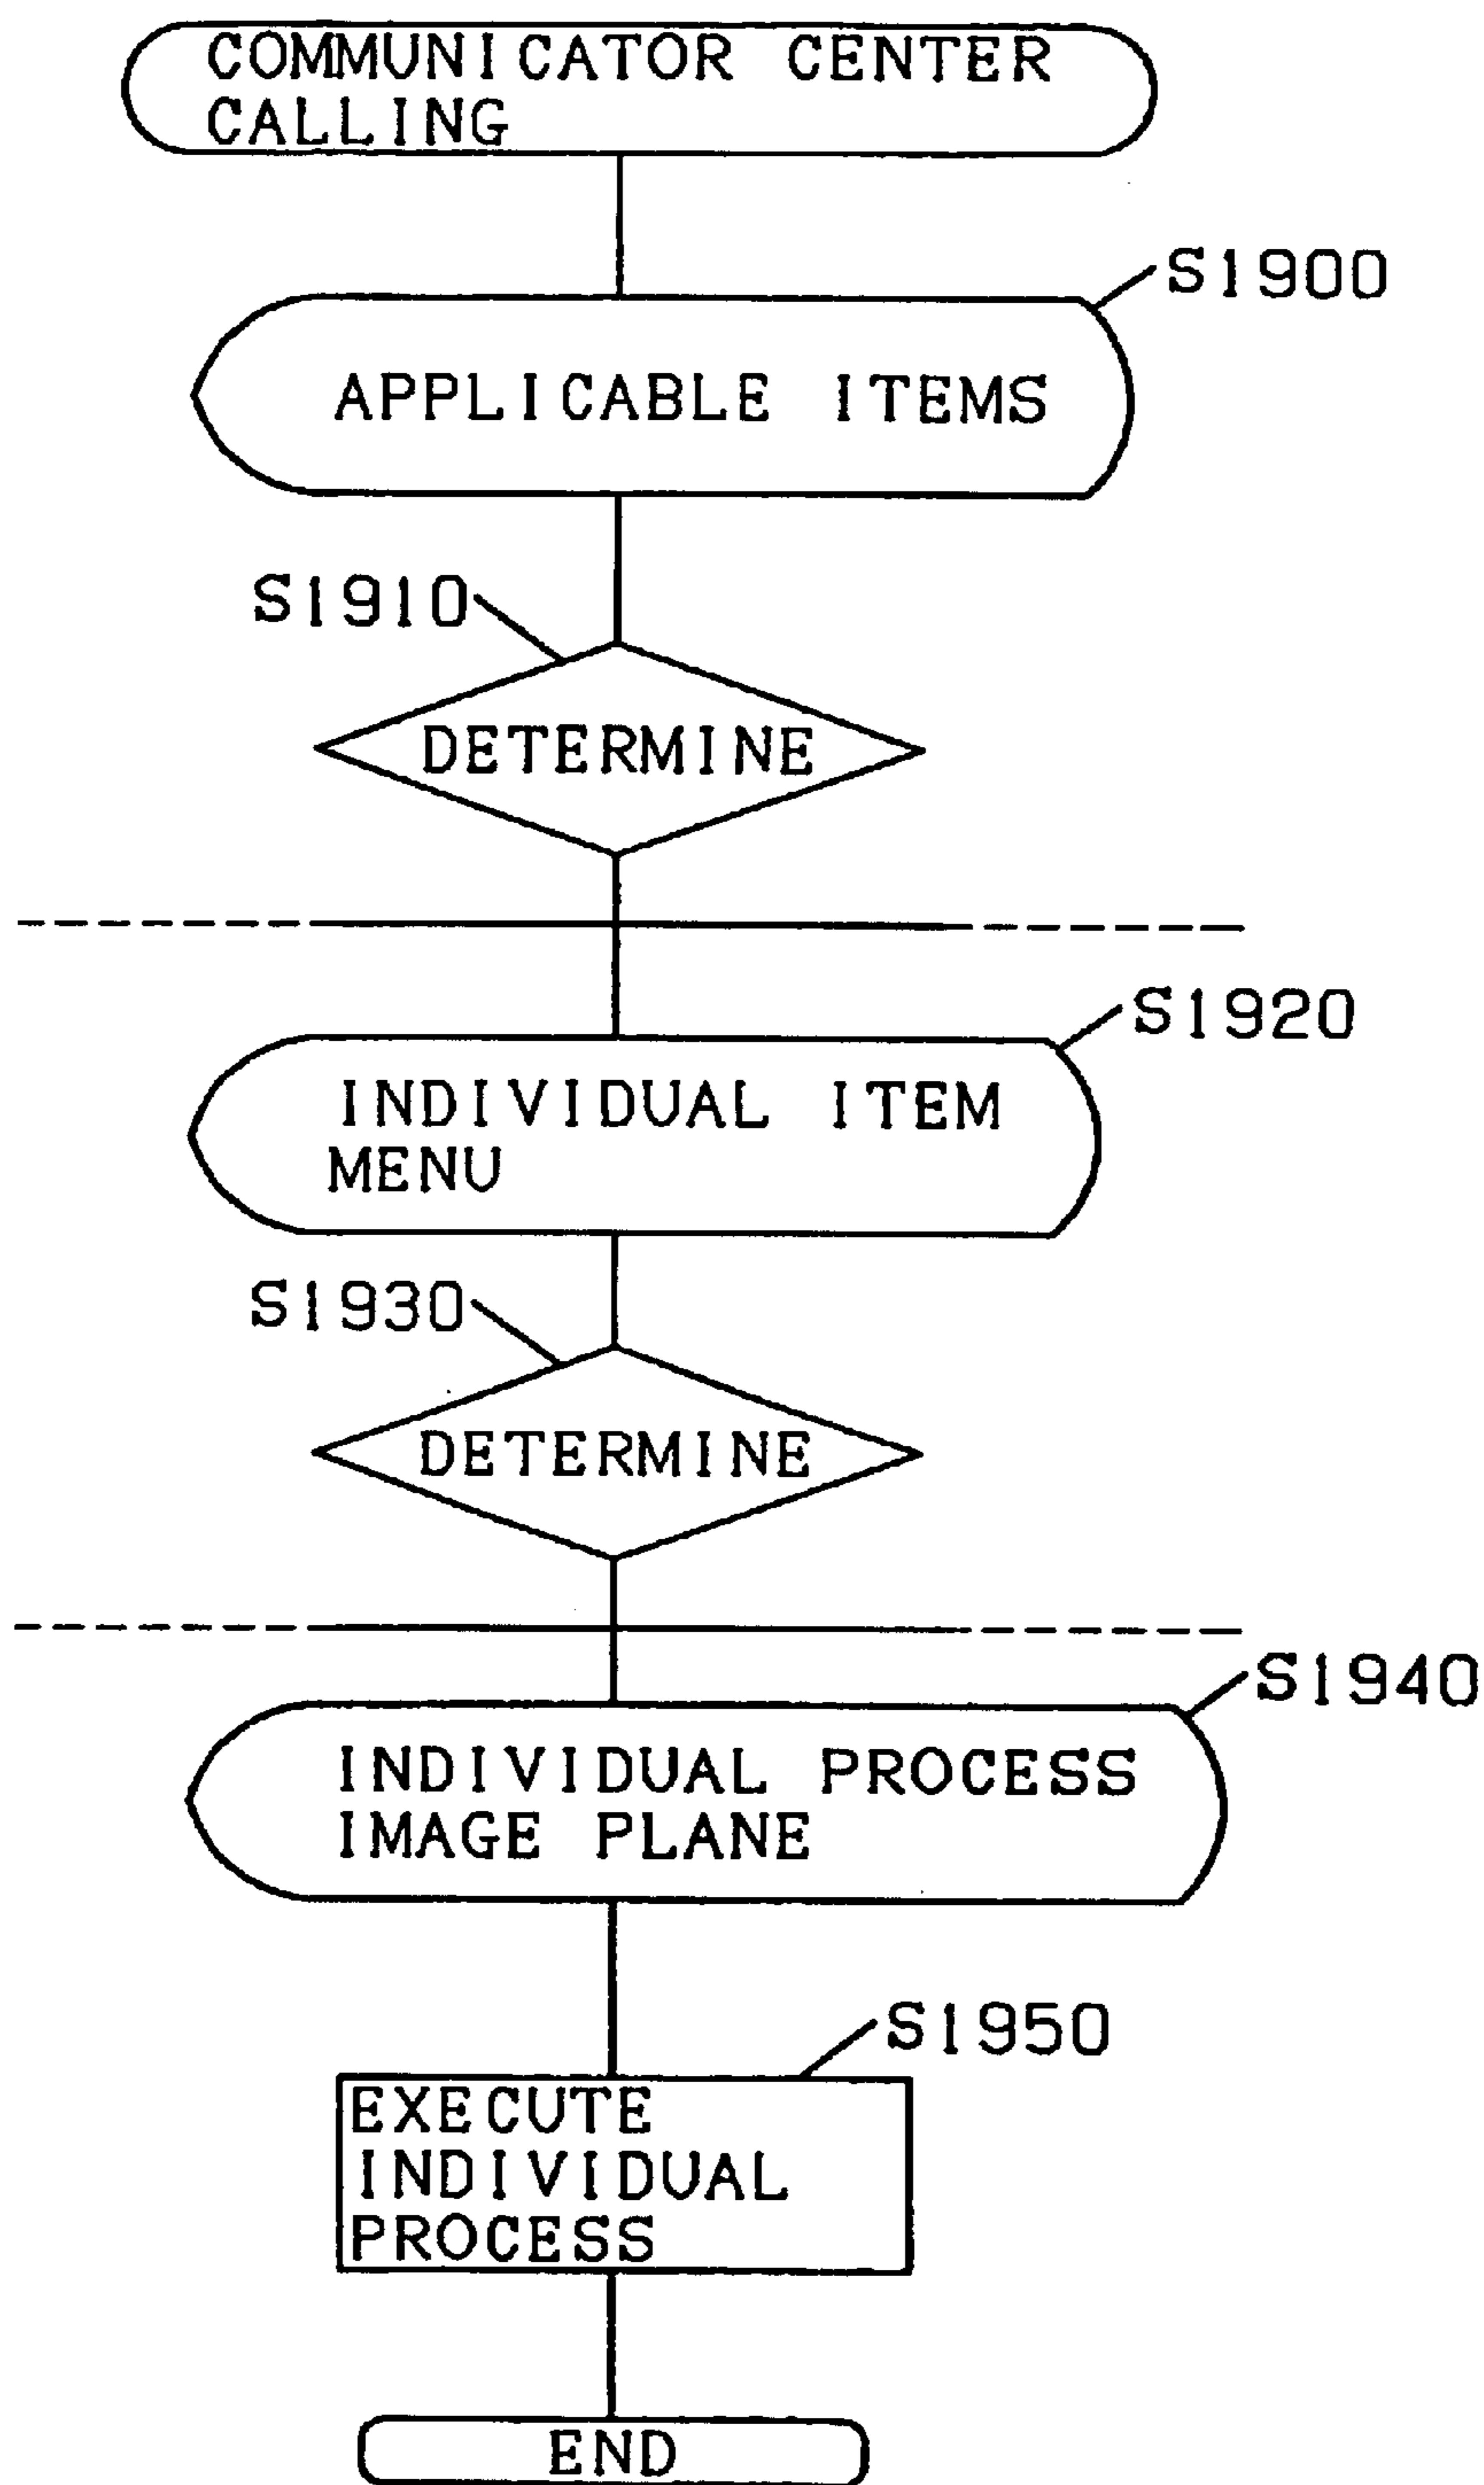 COMMUNICATOR CENTER
CALLING
S1900
APPLICABLE ITEMS
S1910
DETERMINE
S1920
INDIVIDUAL ITEM
MENU
S1930
DETERMINE
S1940
INDIVIDUAL PROCESS
IMAGE PLANE
S1950
EXECUTE
INDIVIDUAL
PROCESS
END